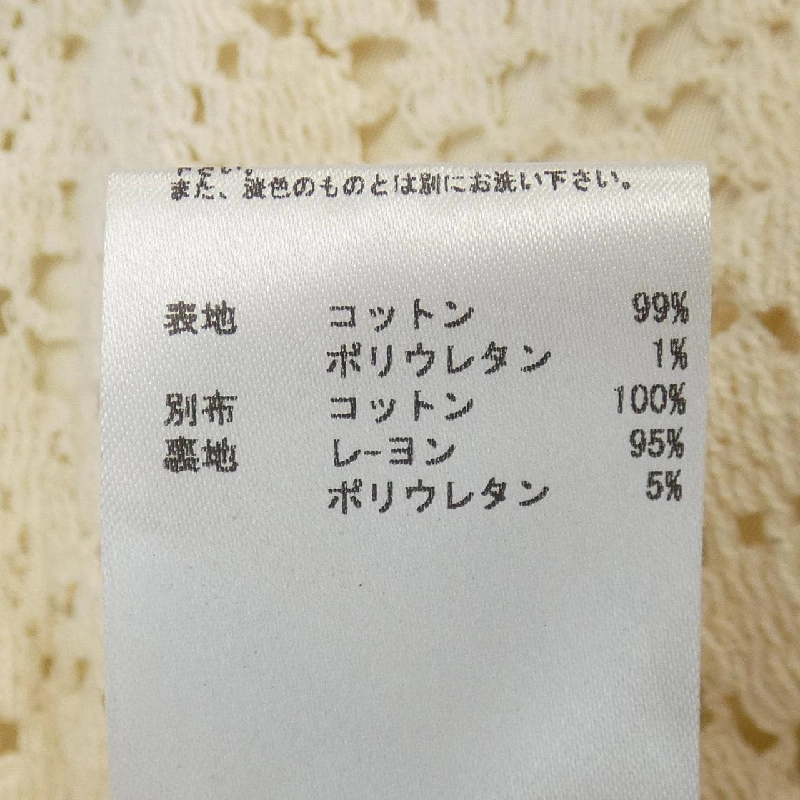 また、淡色のものとは別にお洗い下さい。
表地 コットン 99%
ポリウレタン 1%
別布 コットン 100%
裏地 レーヨン 95%
ポリウレタン 5%